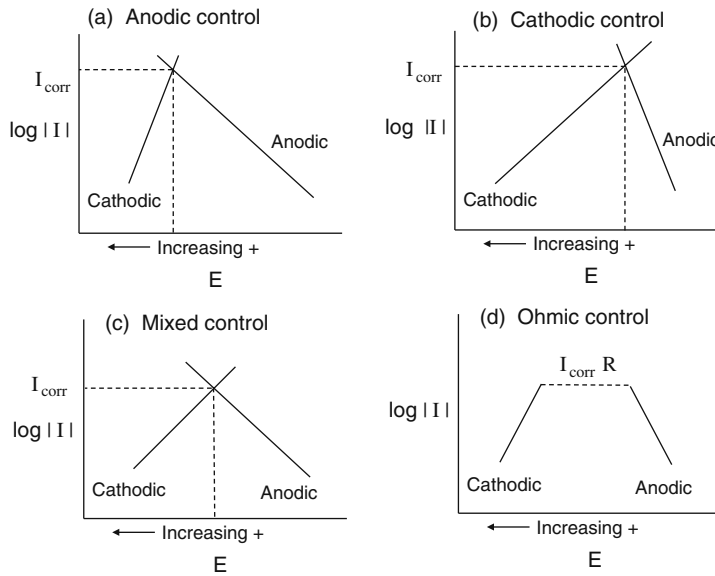 (a) Anodic control
I corr
log | I |
Anodic
Cathodic
Increasing +
E
(b) Cathodic control
I corr
log |I|
Anodic
Cathodic
Increasing +
E
(c) Mixed control
I corr
log | I |
Cathodic
Anodic
Increasing +
E
(d) Ohmic control
I corr R
log | I |
Cathodic
Anodic
Increasing +
E